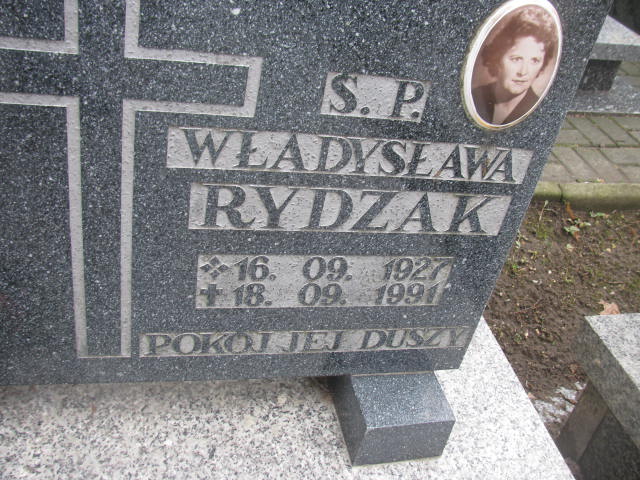 S. P.
WŁADYSŁAWA
RYDZAK
16. 09. 1927
18. 09. 1991
POKÓJ JEJ DUSZY